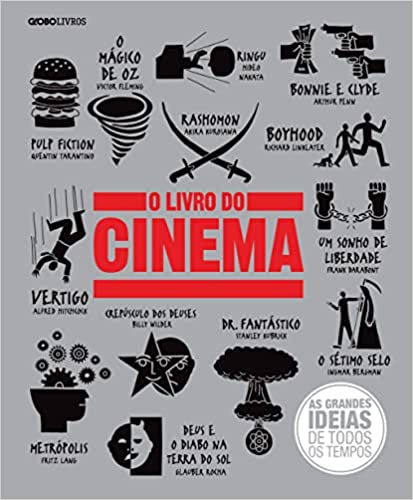 GLOBOLIVROS
O
MÁGICO
DE OZ
VICTOR FLEMING
RINGU
HIDEO
NAKATA
BONNIE E CLYDE
ARTHUR PENN
PULP FICTION
QUENTIN TARANTINO
RASHOMON
AKIRA KUROSAWA
BOYHOOD
RICHARD LINKLATER
O LIVRO DO
CINEMA
UM SONHO DE
LIBERDADE
FRANK DARABONT
VERTIGO
ALFRED HITCHCOCK
CREPÚSCULO DOS DEUSES
BILLY WILDER
DR. FANTÁSTICO
STANLEY KUBRICK
O SÉTIMO SELO
INGMAR BERGMAN
METRÓPOLIS
FRITZ LANG
DEUS E
O DIABO NA
TERRA DO SOL
GLAUBER ROCHA
AS GRANDES
IDEIAS
DE TODOS
OS TEMPOS